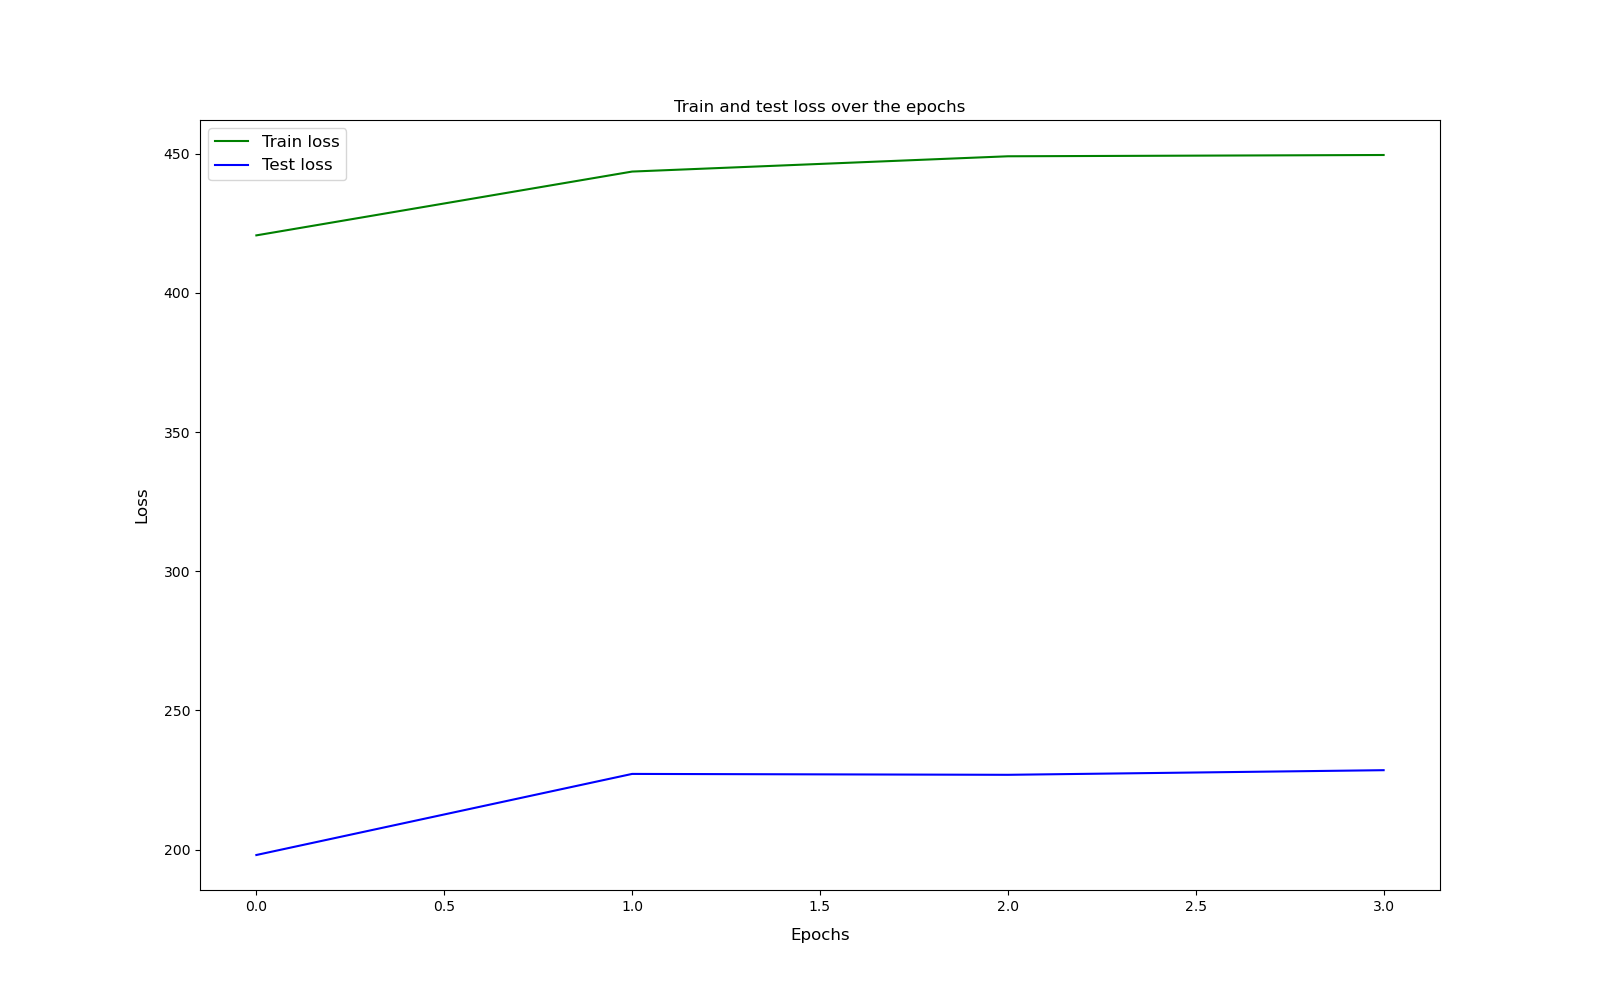 Train and test loss over the epochs
Train loss
Test loss
450
400
350
300
250
200
Loss
0.0 0.5 1.0 1.5 2.0 2.5 3.0
Epochs